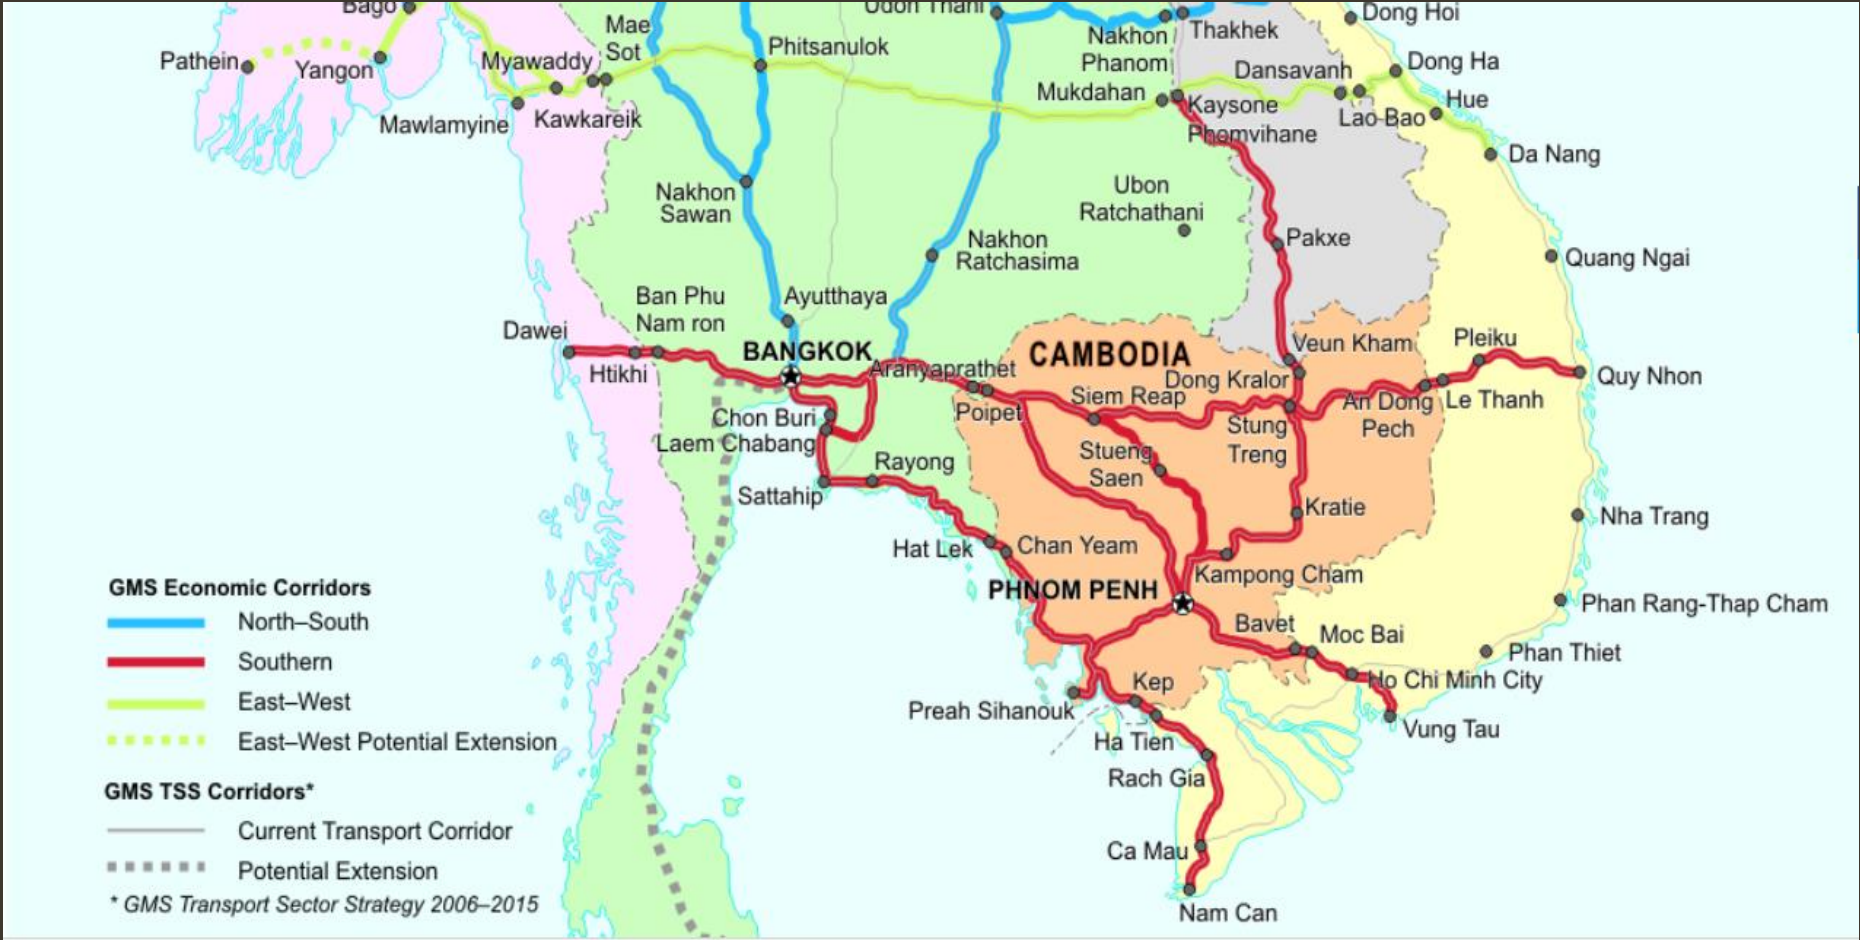 Bago
Udon Thani
Dong Hoi
Mae
Sot
Nakhon
Phanom
Thakhek
Pathein
Yangon
Myawaddy
Phitsanulok
Dansavanh
Dong Ha
Mukdahan
Kaysone
Phomvihane
Hue
Lao Bao
Mawlamyine
Kawkareik
Da Nang
Nakhon
Sawan
Ubon
Ratchathani
Nakhon
Ratchasima
Pakxe
Quang Ngai
Ban Phu
Nam ron
Ayutthaya
Dawei
BANGKOK
CAMBODIA
Veun Kham
Pleiku
Htikhi
Aranyaprathet
Dong Kralor
Quy Nhon
Poipet
Siem Reap
An Dong
Pech
Le Thanh
Chon Buri
Laem Chabang
Stung
Treng
Stueng
Saen
Rayong
Sattahip
Kratie
Nha Trang
Hat Lek
Chan Yeam
PHNOM PENH
Kampong Cham
Phan Rang-Thap Cham
Bavet
Moc Bai
Phan Thiet
Kep
Ho Chi Minh City
Preah Sihanouk
Vung Tau
Ha Tien
Rach Gia
Ca Mau
Nam Can
GMS Economic Corridors
North–South
Southern
East–West
East–West Potential Extension
GMS TSS Corridors*
Current Transport Corridor
Potential Extension
* GMS Transport Sector Strategy 2006–2015